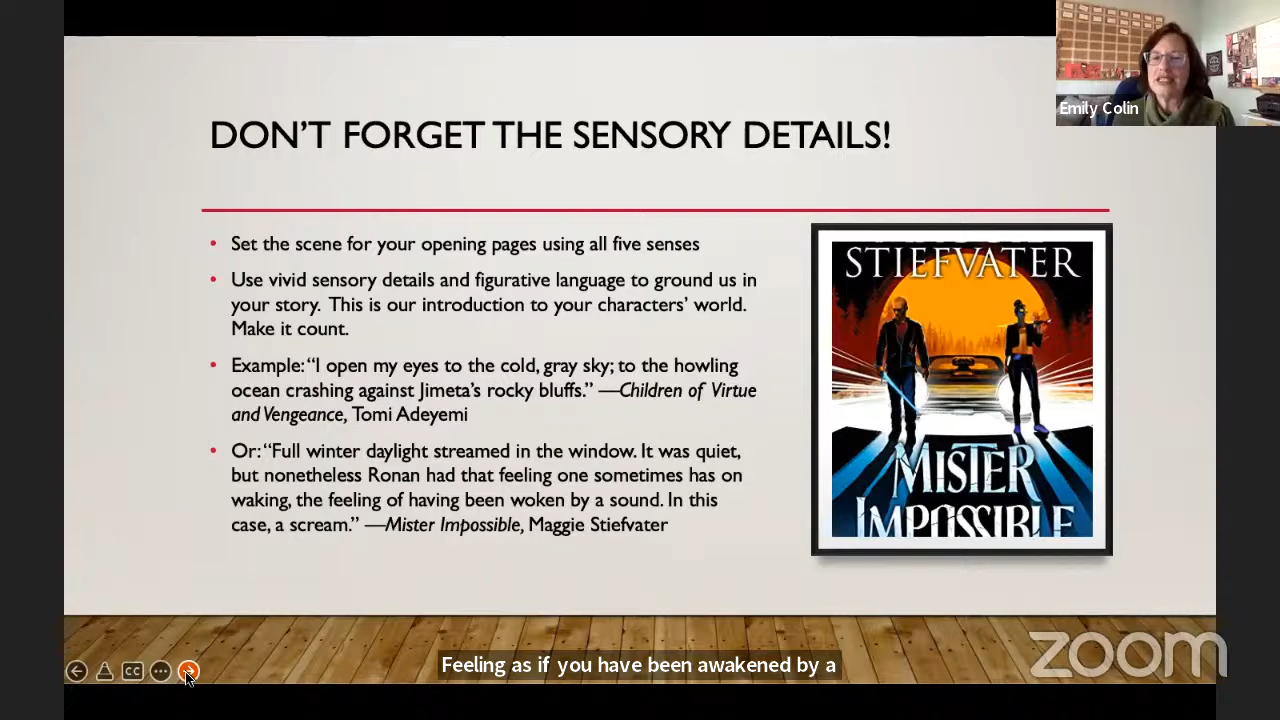 Emily Colin
DON'T FORGET THE SENSORY DETAILS!
• Set the scene for your opening pages using all five senses
• Use vivid sensory details and figurative language to ground us in
your story. This is our introduction to your characters' world.
Make it count.
• Example: “I open my eyes to the cold, gray sky; to the howling
ocean crashing against Jimeta's rocky bluffs.” —Children of Virtue
and Vengeance, Tomi Adeyemi
• Or: “Full winter daylight streamed in the window. It was quiet,
but nonetheless Ronan had that feeling one sometimes has on
waking, the feeling of having been woken by a sound. In this
case, a scream.” —Mister Impossible, Maggie Stiefvater
STIEFVATER
MISTER
IMPOSSIBLE
CC
Feeling as if you have been awakened by a
zoom